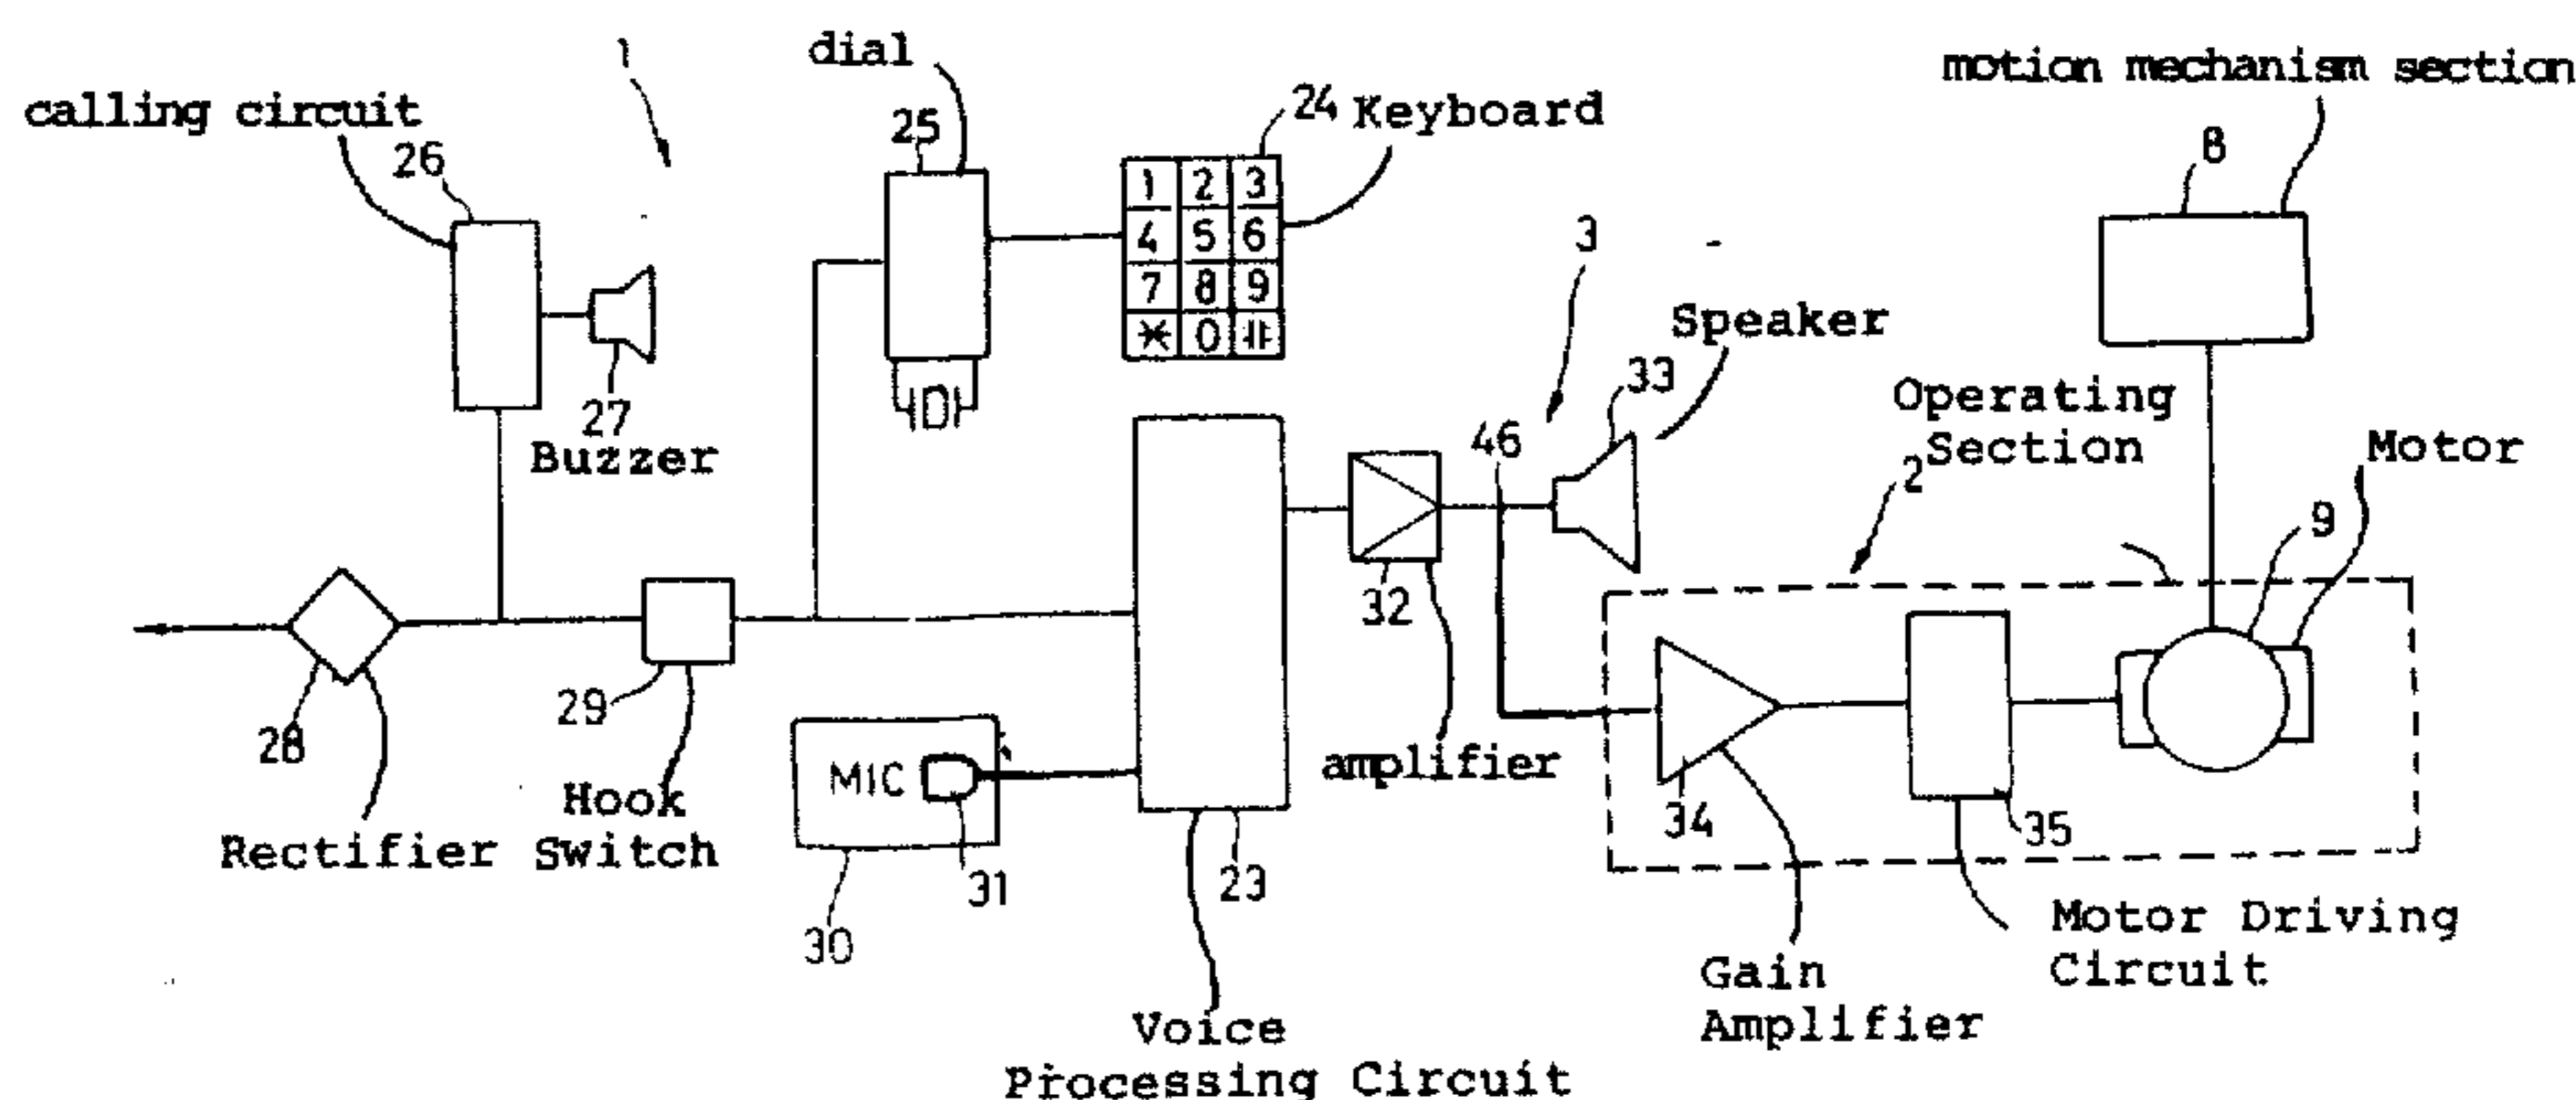 1
dial
motion mechanism section
calling circuit
26
25
24 Keyboard
8
1 2 3
4 5 6
7 8 9
* 0 #
27
Buzzer
3
Speaker
33
46
Operating
Section
2
Motor
9
32
amplifier
28
Rectifier
29
Hook
Switch
MIC
31
30
23
Voice
Processing Circuit
34
35
Gain
Amplifier
Motor Driving
Circuit